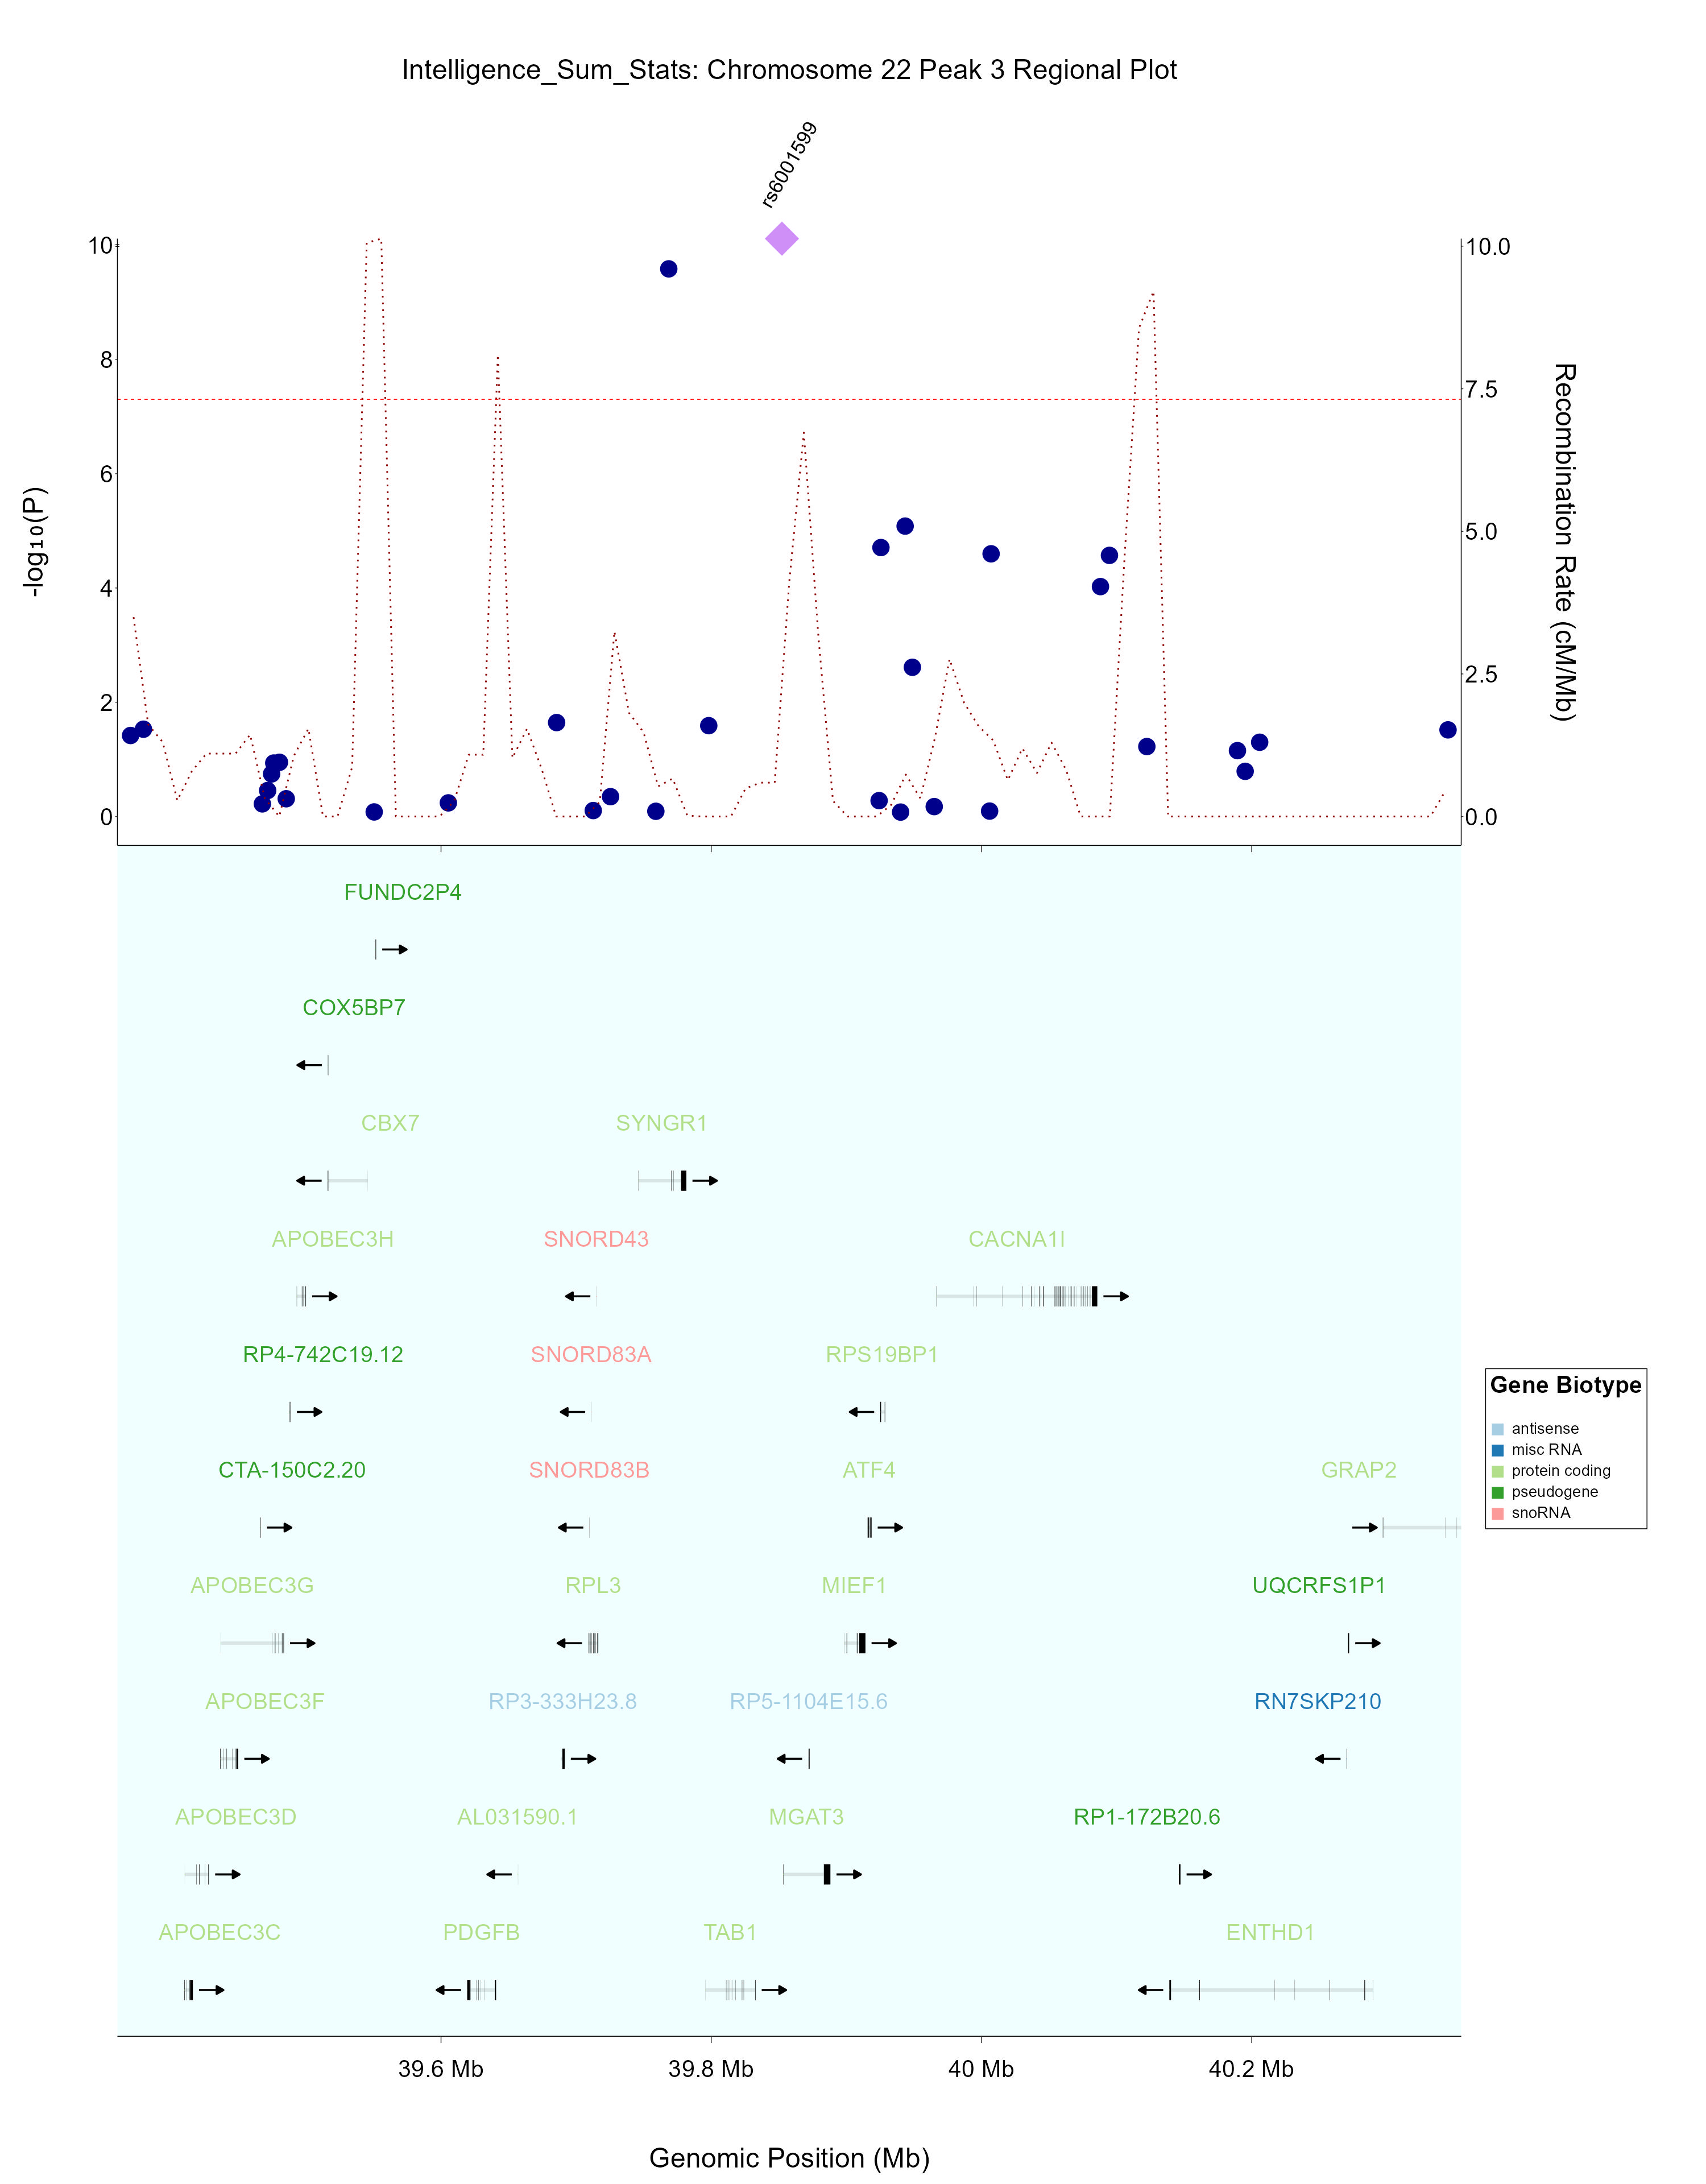 Intelligence_Sum_Stats: Chromosome 22 Peak 3 Regional Plot
rs6001599
10
8
6
4
2
0
-log₁₀(P)
10.0
7.5
5.0
2.5
0.0
Recombination Rate (cM/Mb)
FUNDC2P4
COX5BP7
CBX7 SYNGR1
APOBEC3H SNORD43 CACNA1I
RP4-742C19.12 SNORD83A RPS19BP1
CTA-150C2.20 SNORD83B ATF4 GRAP2
APOBEC3G RPL3 MIEF1 UQCRFS1P1
APOBEC3F RP3-333H23.8 RP5-1104E15.6 RN7SKP210
APOBEC3D AL031590.1 MGAT3 RP1-172B20.6
APOBEC3C PDGFB TAB1 ENTHD1
Gene Biotype
antisense
misc RNA
protein coding
pseudogene
snoRNA
39.6 Mb 39.8 Mb 40 Mb 40.2 Mb
Genomic Position (Mb)